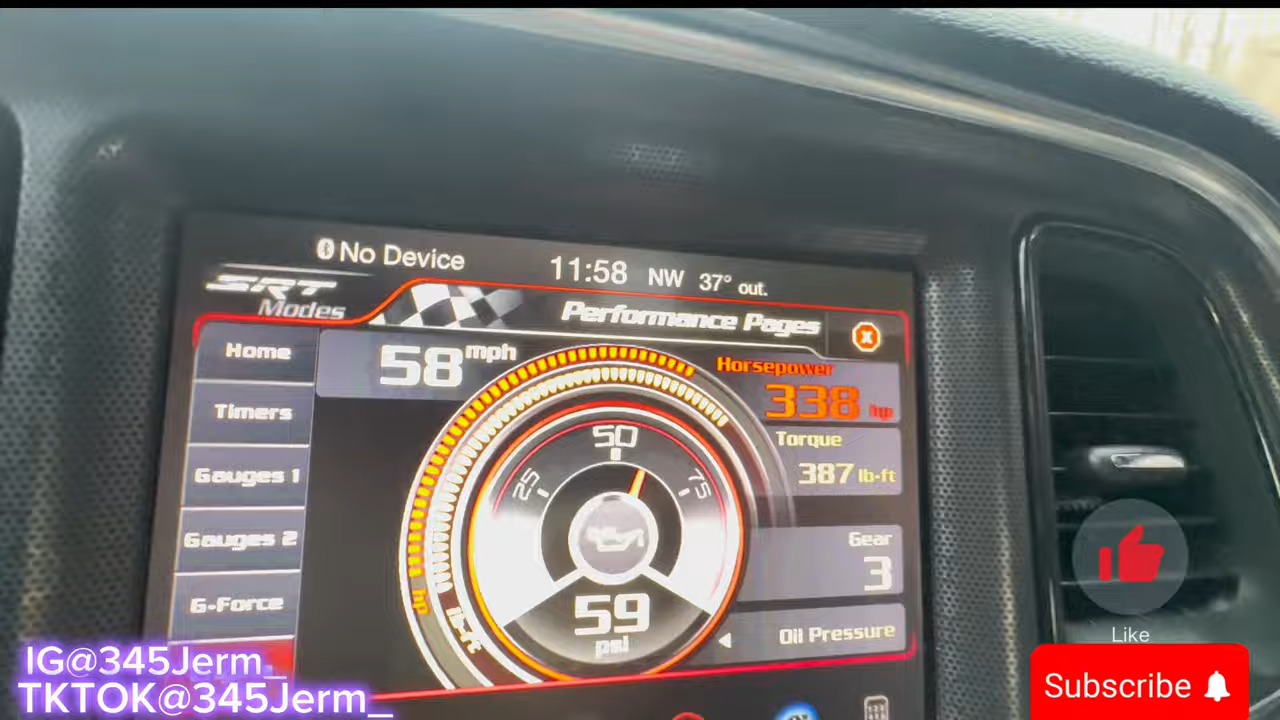 No Device
11:58 NW 37° out.
SRT
Modes
Performance Pages
X
Home
Timers
Gauges 1
Gauges 2
G-Force
58 mph
Horsepower
338 hp
Torque
387 lb-ft
Gear
3
Oil Pressure
25
50
75
59
psi
hp
lb-ft
IG@345Jerm_
TKTOK@345Jerm_
Like
Subscribe